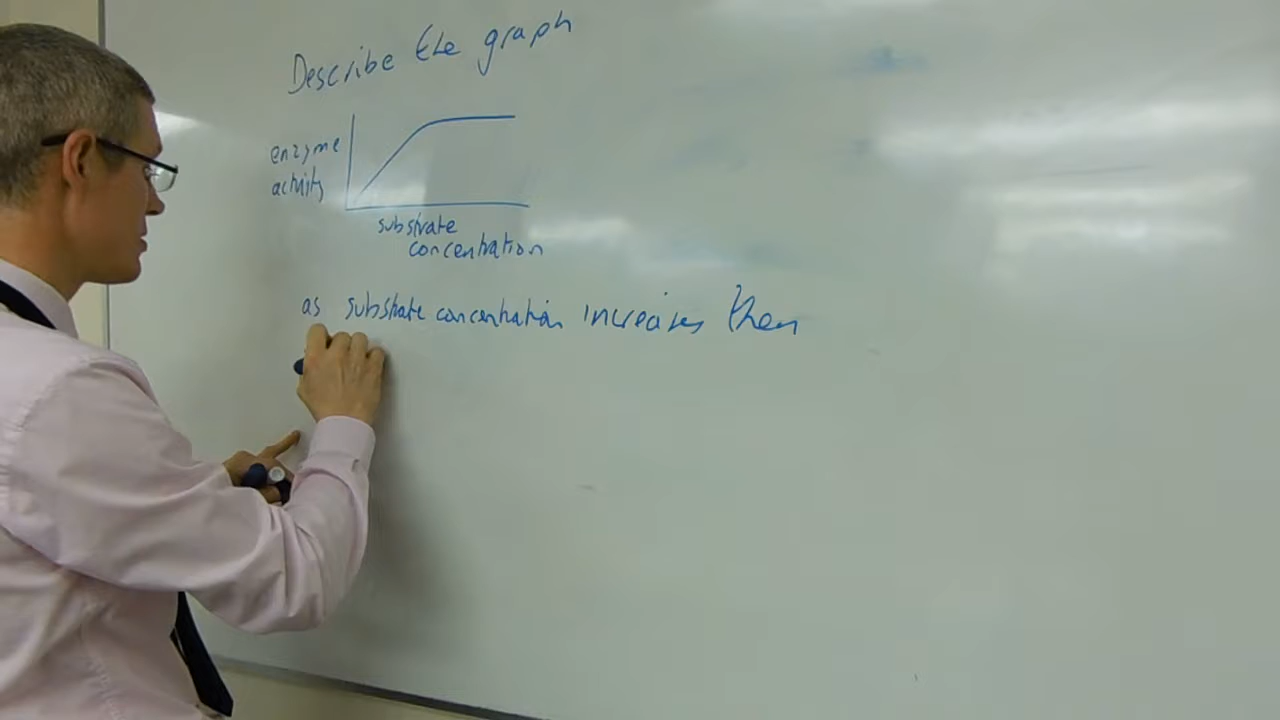 Describe the graph
enzyme
activity
substrate
concentration
as substrate concentration increases then